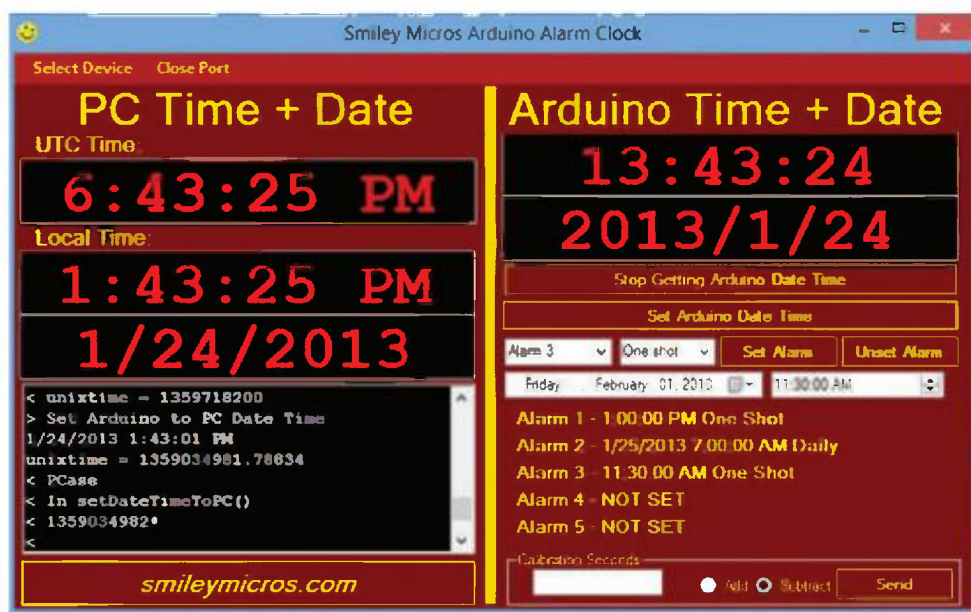 Smiley Micros Arduino Alarm Clock
Select Device Close Port
PC Time + Date
UTC Time:
6:43:25 PM
Local Time:
1:43:25 PM
1/24/2013
< unixtime = 1359718200
> Set Arduino to PC Date Time
1/24/2013 1:43:01 PM
unixtime = 1359034981.78634
< PCase
< In setDateTimeToPC()
< 1359034982*
<
smileymicros.com
Arduino Time + Date
13:43:24
2013/1/24
Stop Getting Arduino Date Time
Set Arduino Date Time
Alarm 3 One shot Set Alarm Unset Alarm
Friday , February 01, 2013 11:30:00 AM
Alarm 1 - 1:00:00 PM One Shot
Alarm 2 - 1/25/2013 7:00:00 AM Daily
Alarm 3 - 11:30:00 AM One Shot
Alarm 4 - NOT SET
Alarm 5 - NOT SET
Calibration Seconds
Add Subtract Send